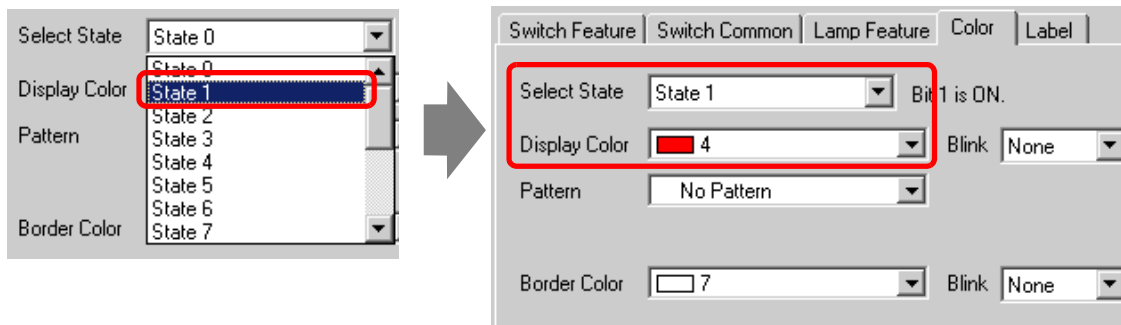 Select State State 0
State 0
Display Color State 1
State 2
Pattern State 3
State 4
State 5
State 6
Border Color State 7
Switch Feature Switch Common Lamp Feature Color Label
Select State State 1 Bit 1 is ON.
Display Color 4 Blink None
Pattern No Pattern
Border Color 7 Blink None